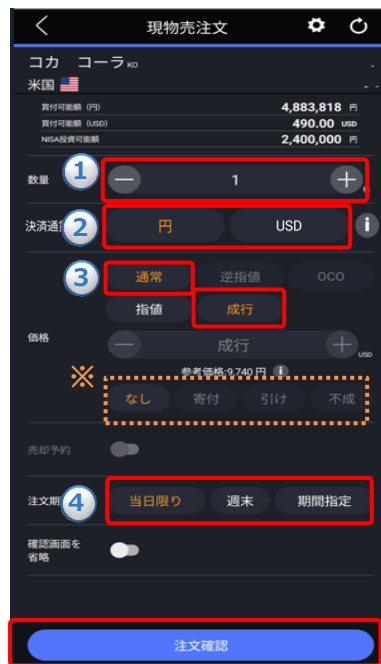 現物売注文
コカ コーラ KO
-
米国
- -
買付可能額 (円) 4,883,818 円
買付可能額 (USD) 490.00 USD
NISA投資可能額 2,400,000 円
数量 ① 1
決済通 ② 円 USD i
③ 通常 逆指値 OCO
指値 成行
価格 成行 USD
参考価格:9,740 円 i
※ なし 寄付 引け 不成
売却予約
注文期 ④ 当日限り 週末 期間指定
確認画面を
省略
注文確認